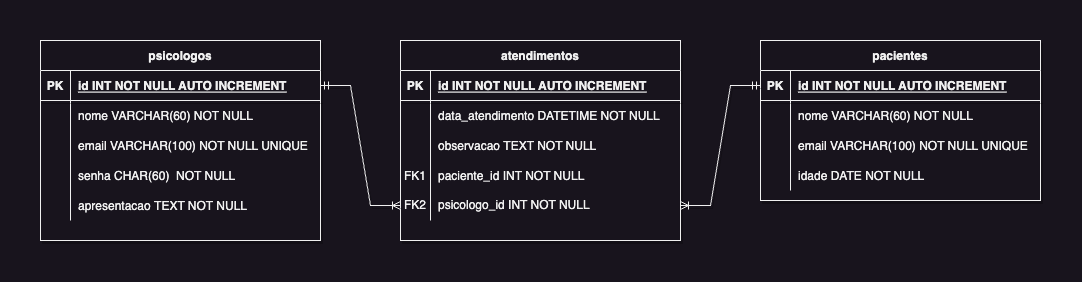 psicologos
PK id INT NOT NULL AUTO INCREMENT
nome VARCHAR(60) NOT NULL
email VARCHAR(100) NOT NULL UNIQUE
senha CHAR(60) NOT NULL
apresentacao TEXT NOT NULL
atendimentos
PK id INT NOT NULL AUTO INCREMENT
data_atendimento DATETIME NOT NULL
observacao TEXT NOT NULL
FK1 paciente_id INT NOT NULL
FK2 psicologo_id INT NOT NULL
pacientes
PK id INT NOT NULL AUTO INCREMENT
nome VARCHAR(60) NOT NULL
email VARCHAR(100) NOT NULL UNIQUE
idade DATE NOT NULL